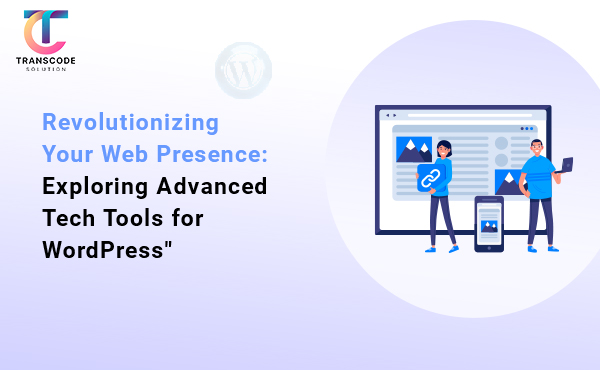 TRANSCODE
SOLUTION
Revolutionizing
Your Web Presence:
Exploring Advanced
Tech Tools for
WordPress"